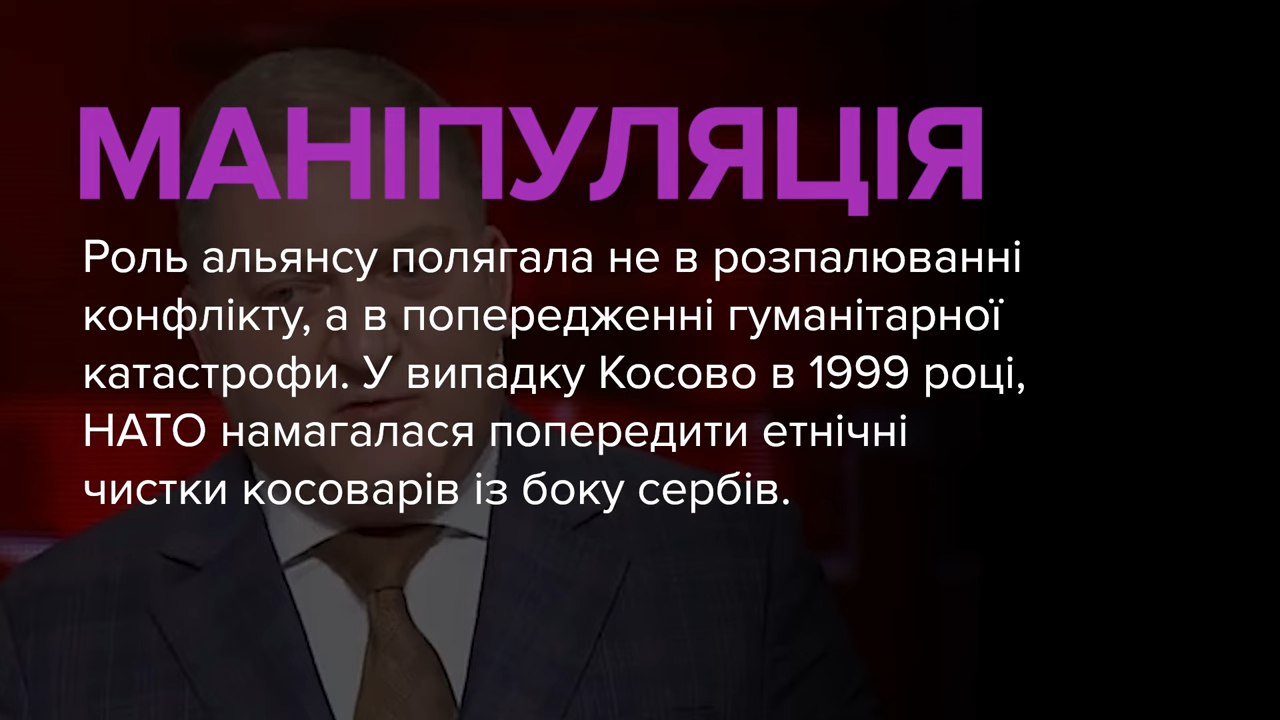 МАНІПУЛЯЦІЯ
Роль альянсу полягала не в розпалюванні
конфлікту, а в попередженні гуманітарної
катастрофи. У випадку Косово в 1999 році,
НАТО намагалася попередити етнічні
чистки косоварів із боку сербів.